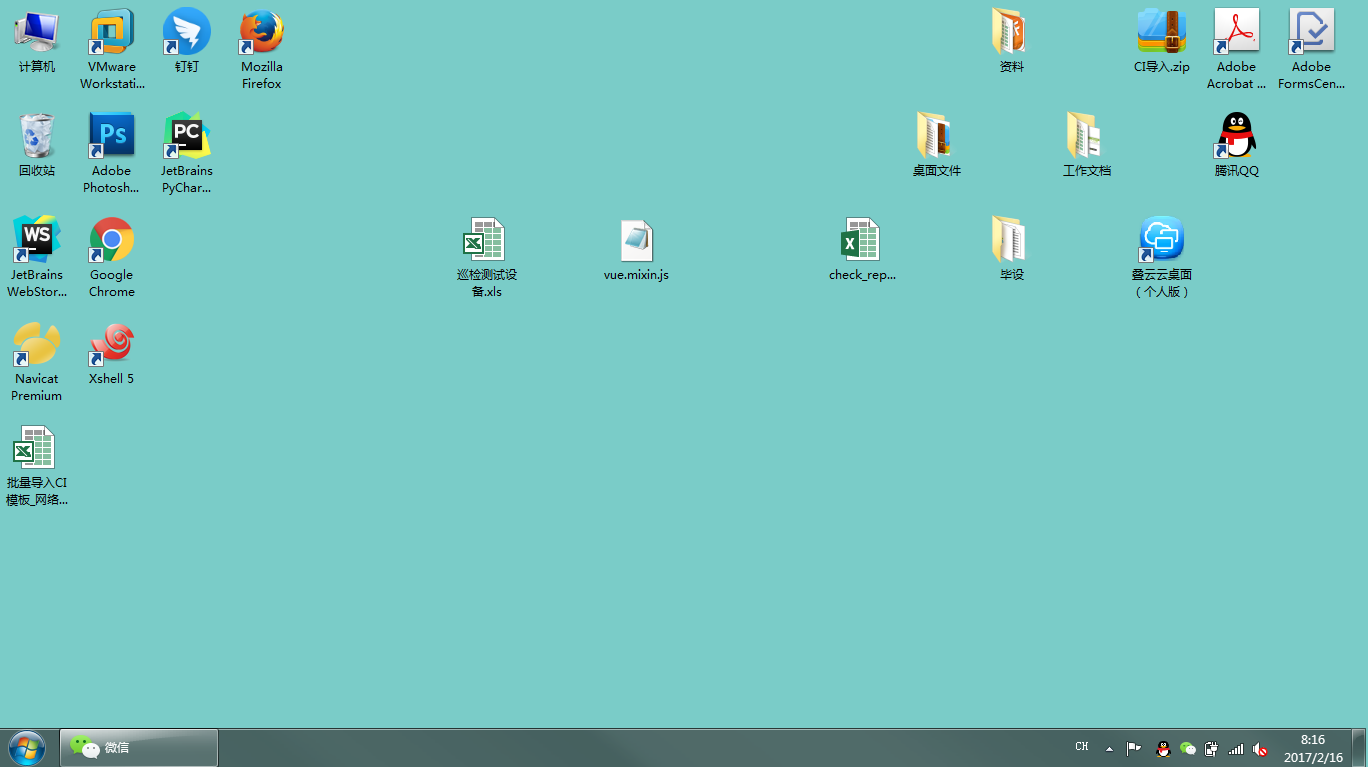 计算机
VMware
Workstati...
钉钉
Mozilla
Firefox
资料
CI导入.zip
Adobe
Acrobat ...
Adobe
FormsCen...
回收站
Ps
Adobe
Photosh...
PC
JetBrains
PyChar...
桌面文件
工作文档
腾讯QQ
WS
JetBrains
WebStor...
Google
Chrome
巡检测试设
备.xls
vue.mixin.js
check_rep...
毕设
叠云云桌面
（个人版）
Navicat
Premium
Xshell 5
批量导入CI
模板_网络...
微信
CH
8:16
2017/2/16